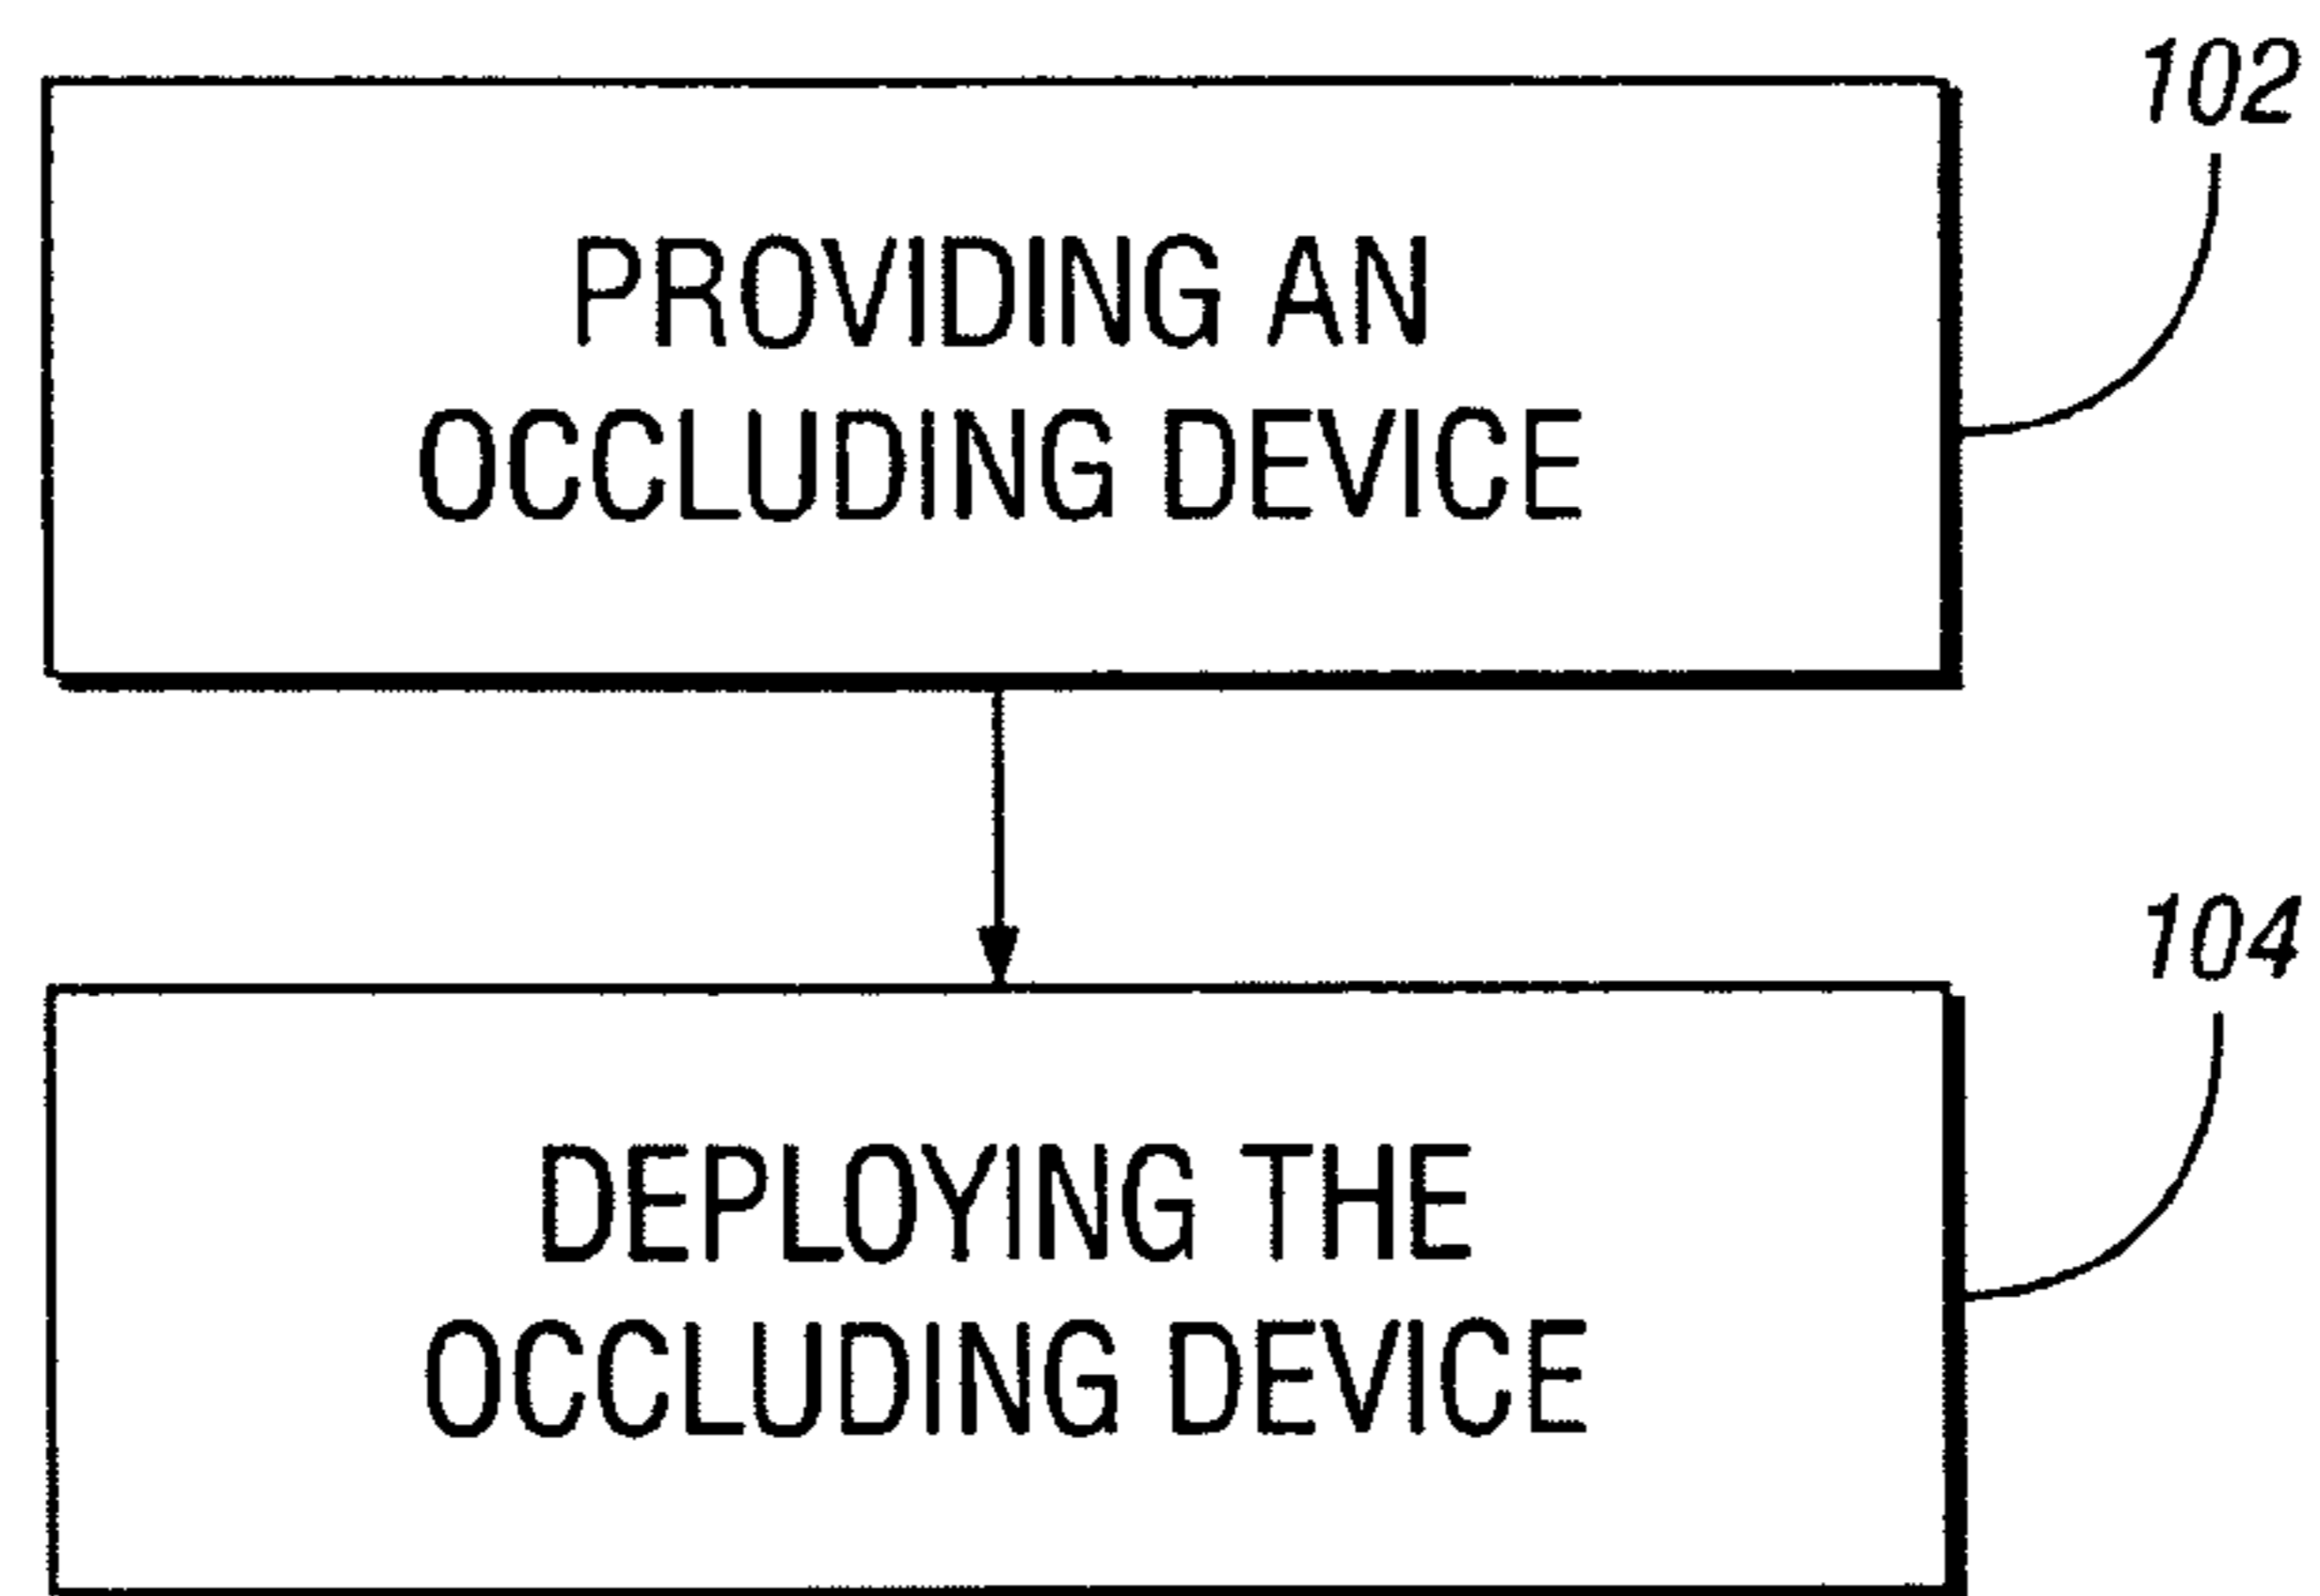 102
PROVIDING AN
OCCLUDING DEVICE
104
DEPLOYING THE
OCCLUDING DEVICE